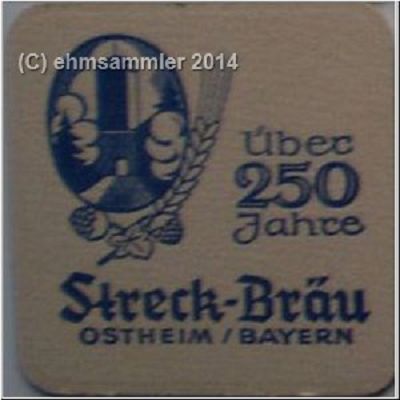 (C) ehmsammler 2014
Über
250
Jahre
Streck-Bräu
OSTHEIM / BAYERN